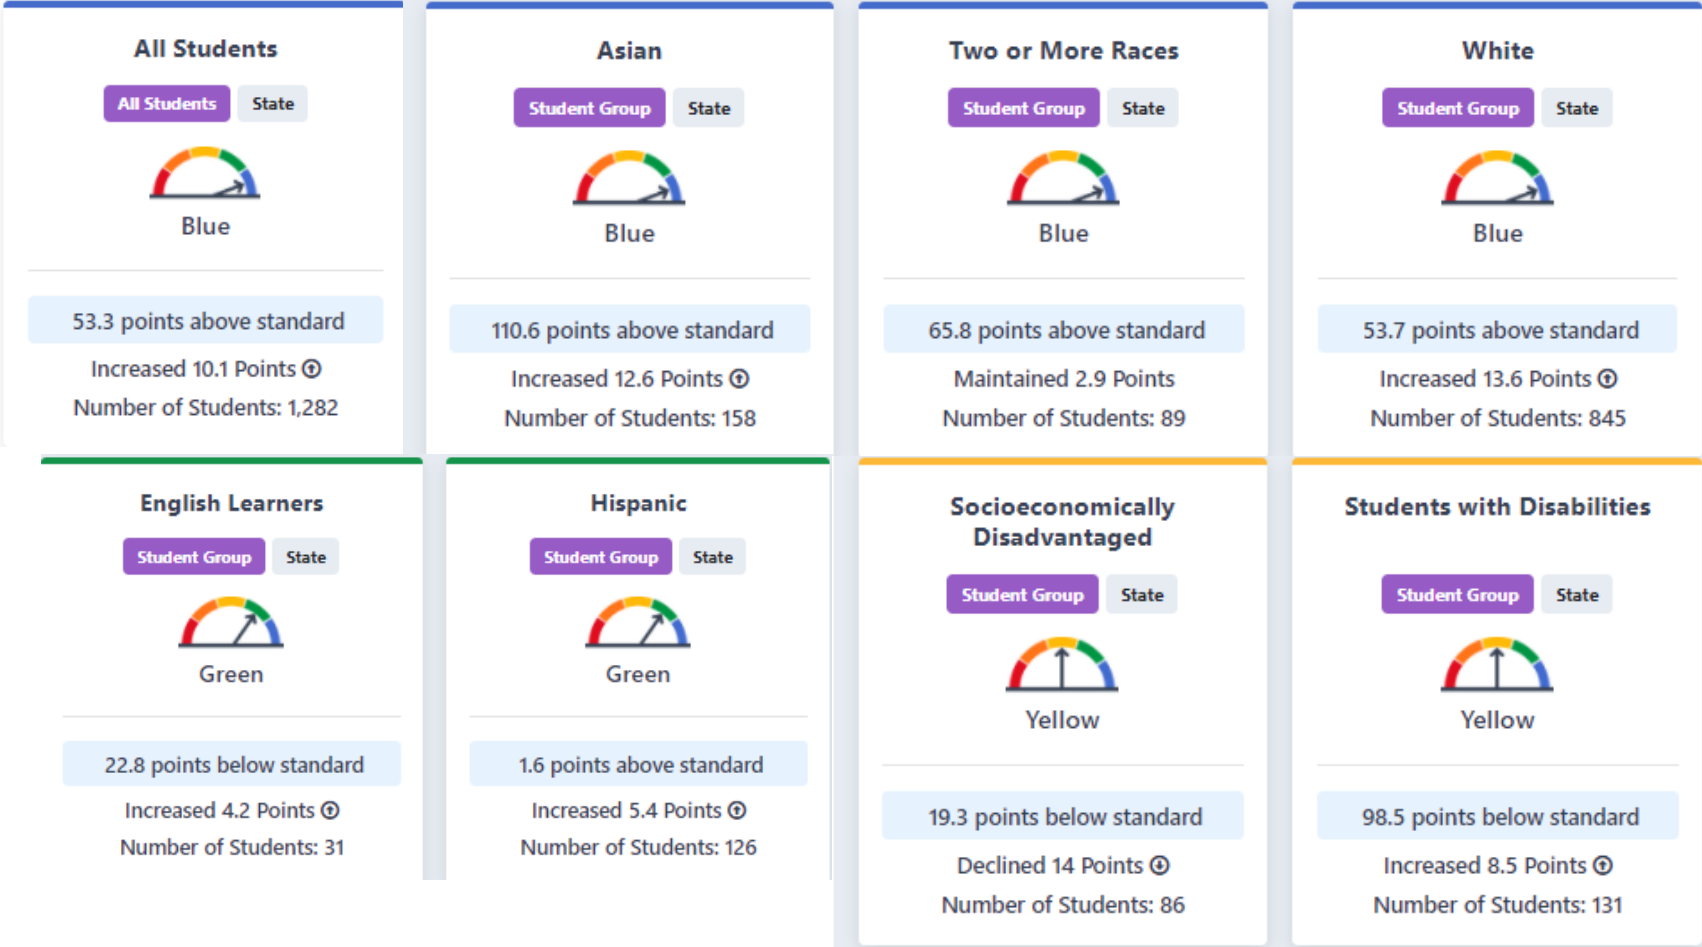 All Students
All Students State
Blue
53.3 points above standard
Increased 10.1 Points
Number of Students: 1,282
Asian
Student Group State
Blue
110.6 points above standard
Increased 12.6 Points
Number of Students: 158
Two or More Races
Student Group State
Blue
65.8 points above standard
Maintained 2.9 Points
Number of Students: 89
White
Student Group State
Blue
53.7 points above standard
Increased 13.6 Points
Number of Students: 845
English Learners
Student Group State
Green
22.8 points below standard
Increased 4.2 Points
Number of Students: 31
Hispanic
Student Group State
Green
1.6 points above standard
Increased 5.4 Points
Number of Students: 126
Socioeconomically
Disadvantaged
Student Group State
Yellow
19.3 points below standard
Declined 14 Points
Number of Students: 86
Students with Disabilities
Student Group State
Yellow
98.5 points below standard
Increased 8.5 Points
Number of Students: 131